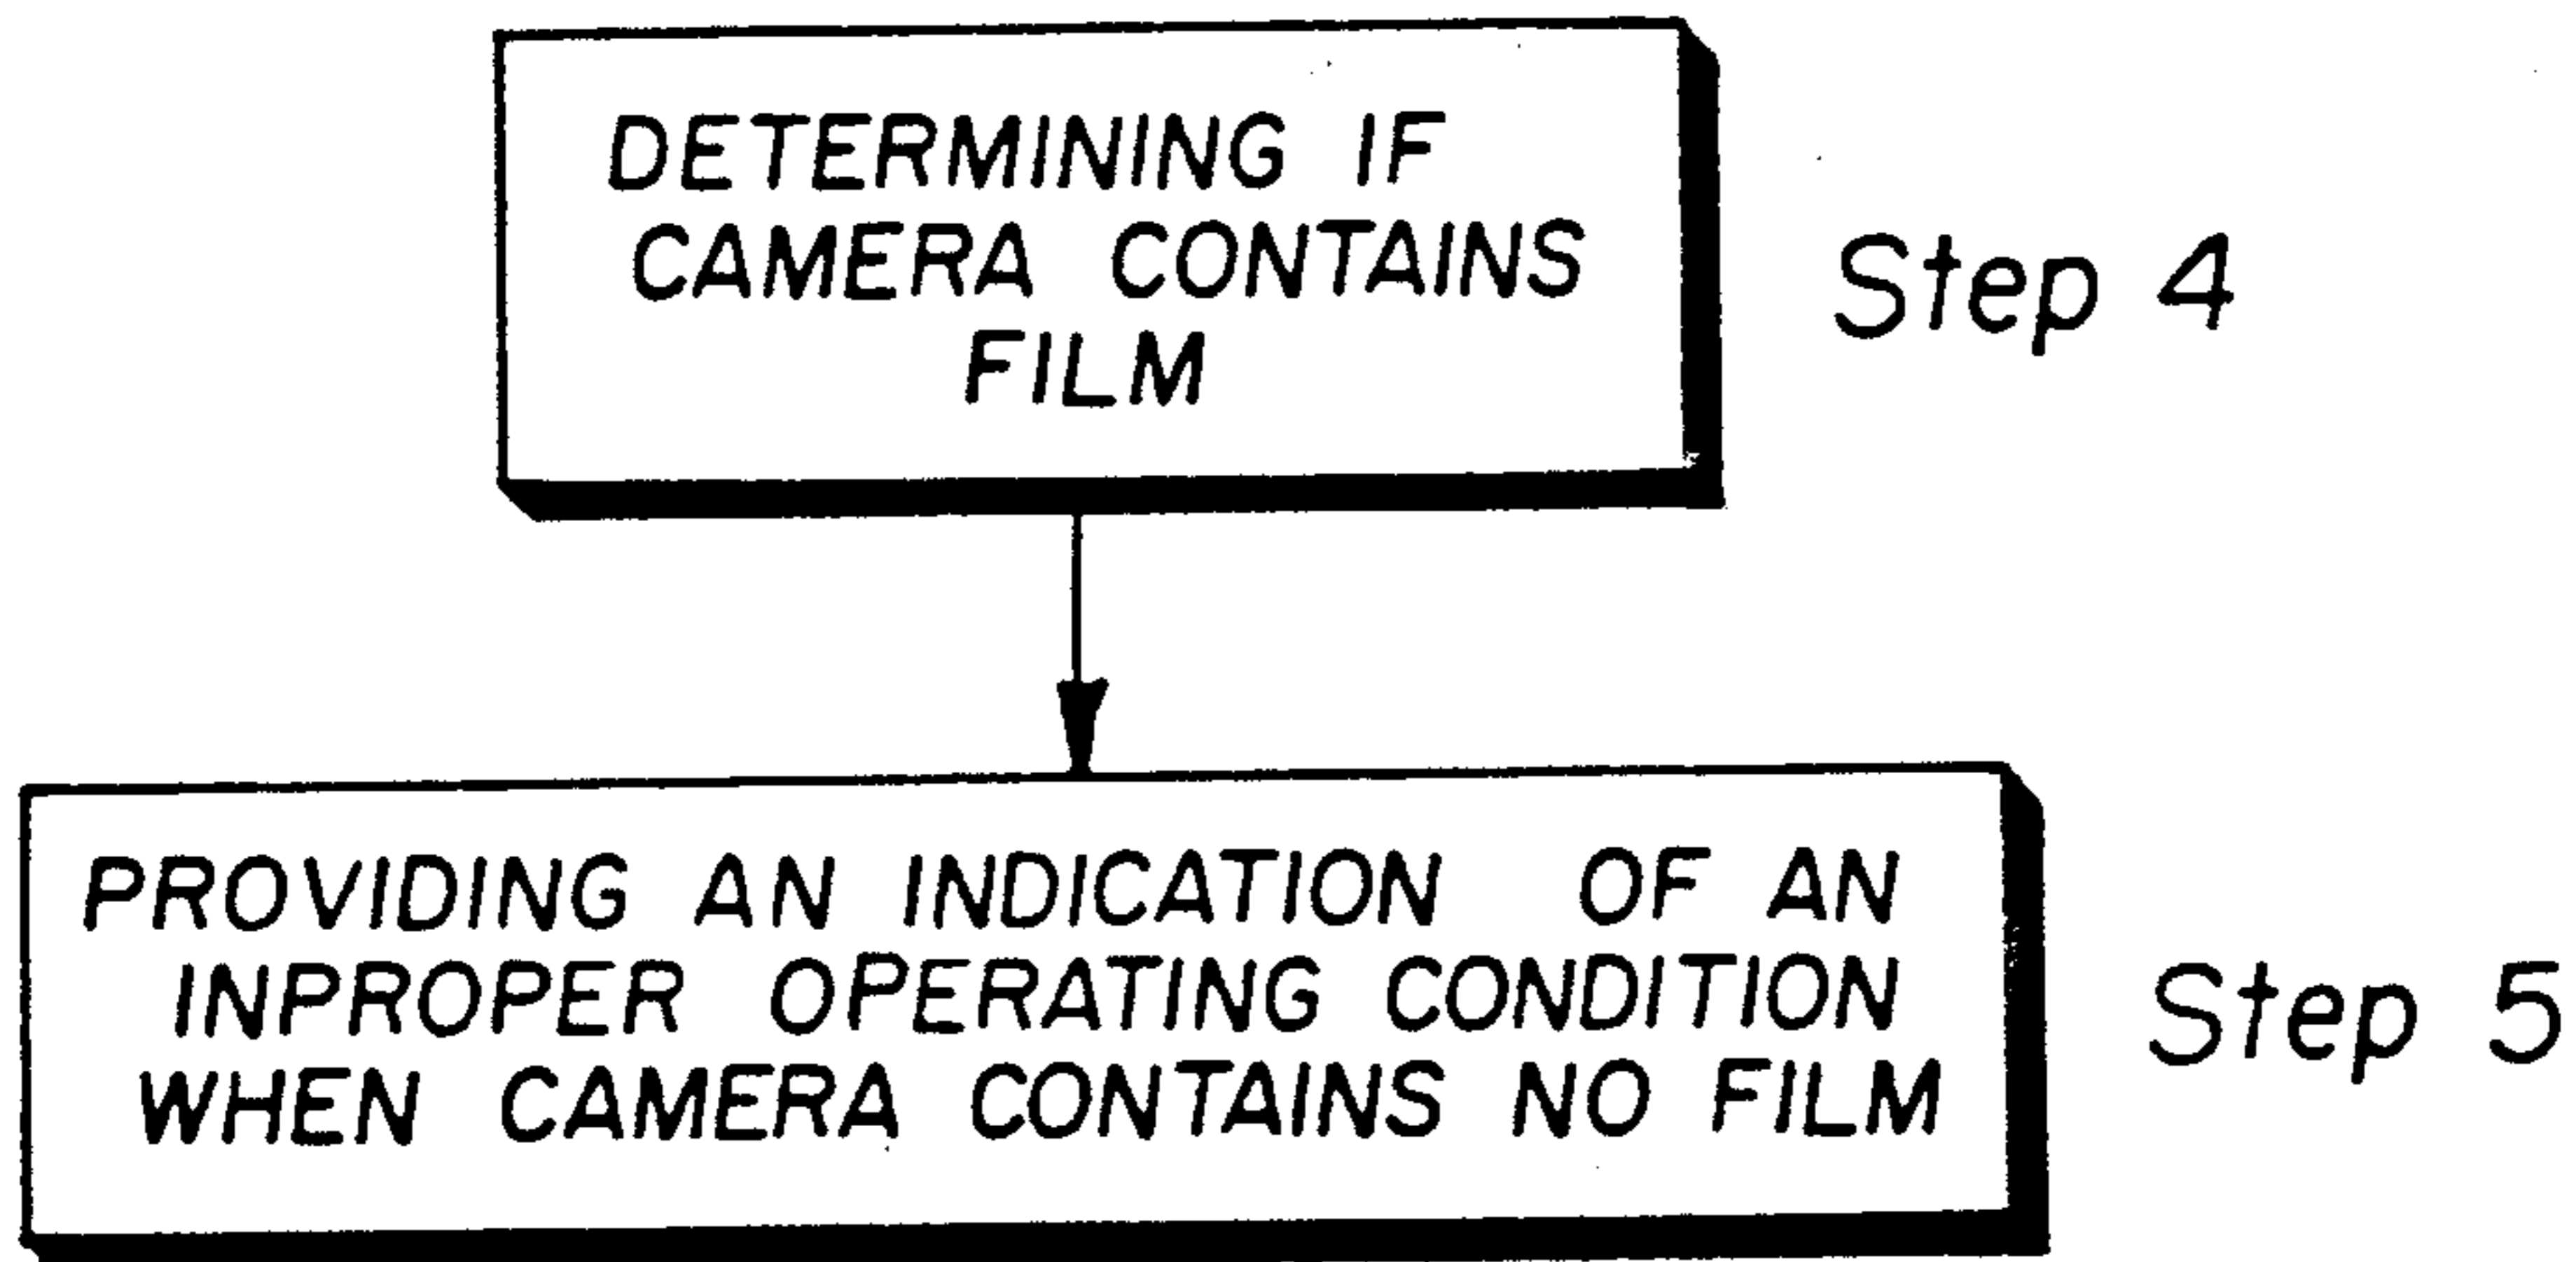 DETERMINING IF
CAMERA CONTAINS
FILM
Step 4
PROVIDING AN INDICATION OF AN
INPROPER OPERATING CONDITION
WHEN CAMERA CONTAINS NO FILM
Step 5